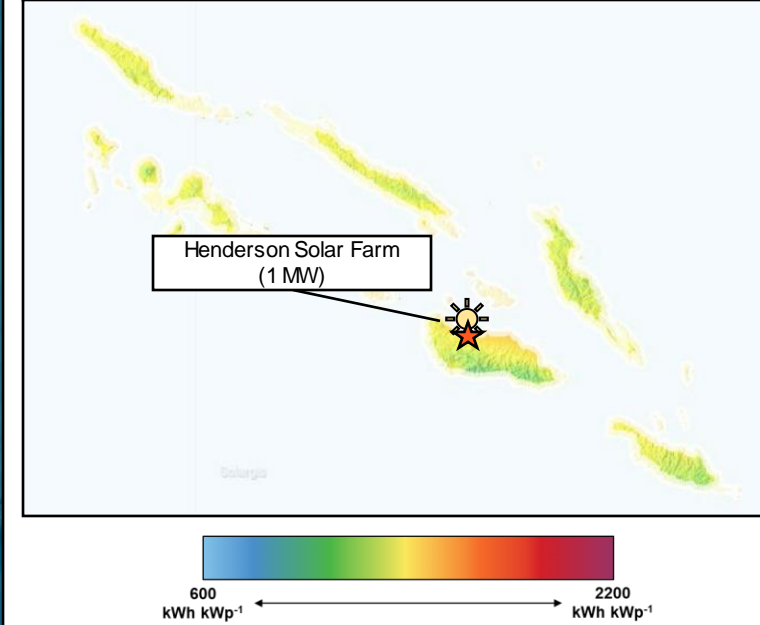 Henderson Solar Farm
(1 MW)
Solargis
600
kWh kWp⁻¹
2200
kWh kWp⁻¹